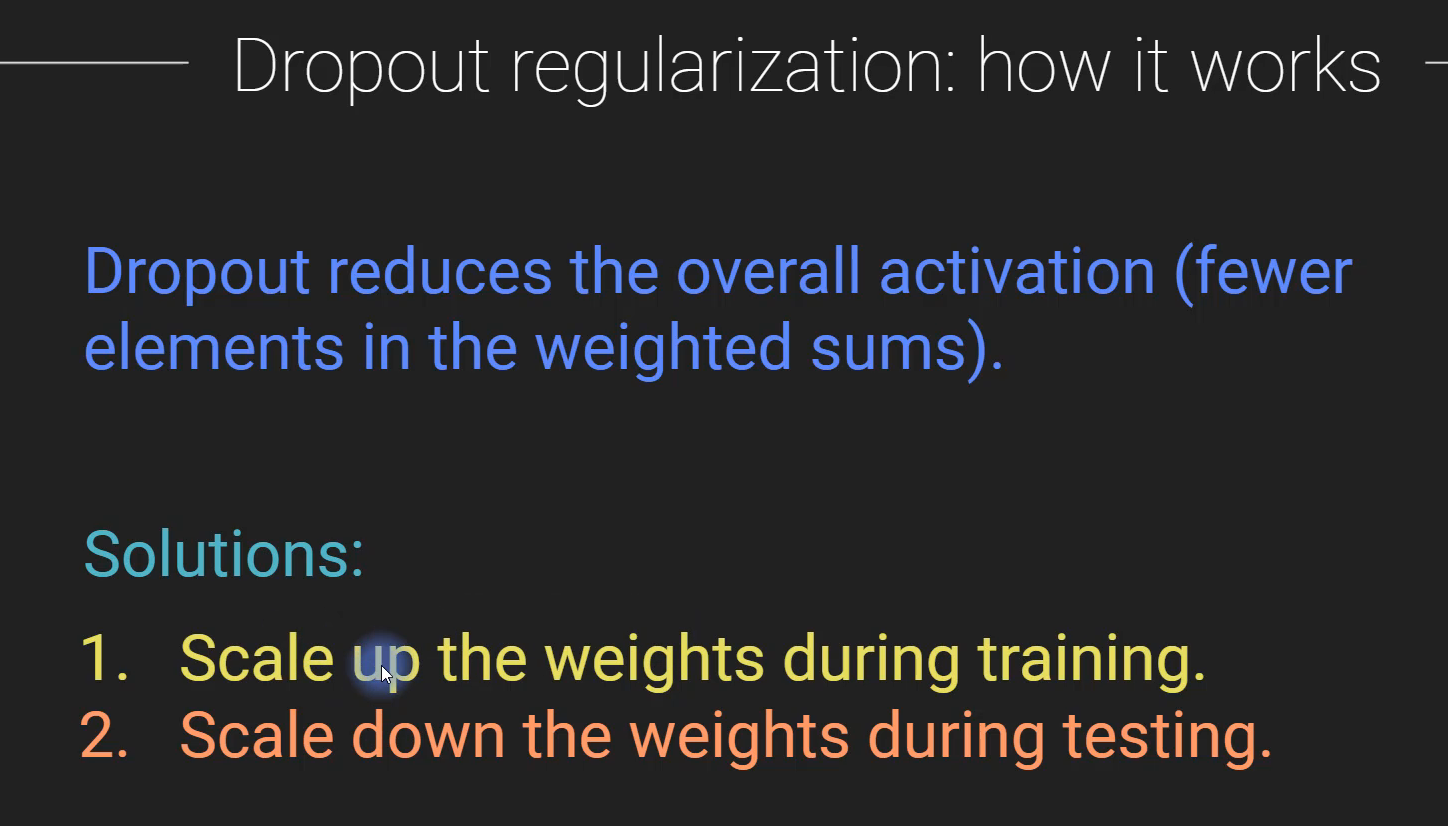 Dropout regularization: how it works
Dropout reduces the overall activation (fewer
elements in the weighted sums).
Solutions:
1. Scale up the weights during training.
2. Scale down the weights during testing.